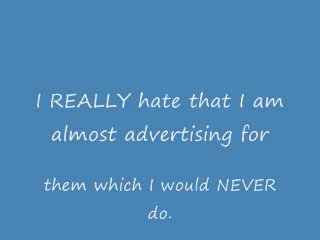 I REALLY hate that I am
almost advertising for
them which I would NEVER
do.